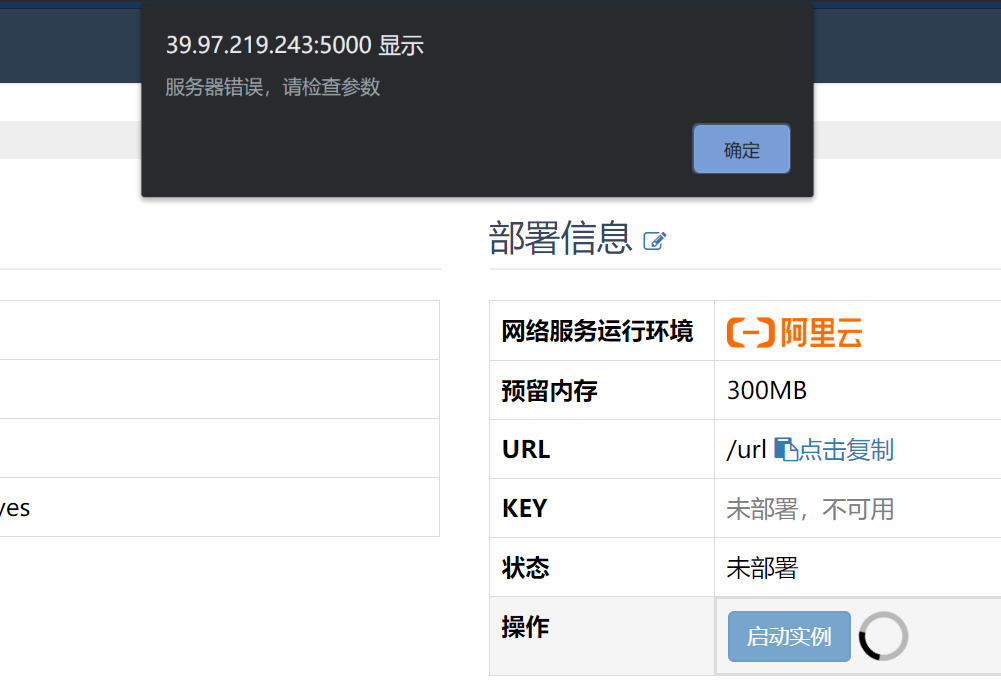 39.97.219.243:5000 显示
服务器错误，请检查参数
确定
部署信息
网络服务运行环境 阿里云
预留内存 300MB
URL /url 点击复制
KEY 未部署，不可用
yes
状态 未部署
操作 启动实例